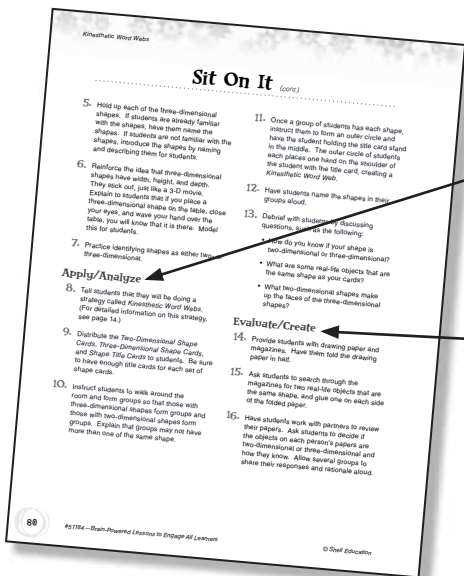 Kinesthetic Word Webs
Sit On It (cont.)
5. Hold up each of the three-dimensional
shapes. If students are already familiar
with the shapes, have them name the
shapes. If students are not familiar with the
shapes, introduce the shapes by naming
and describing them for students.
6. Reinforce the idea that three-dimensional
shapes have width, height, and depth.
They stick out, just like a 3-D movie.
Explain to students that if you place a
three-dimensional shape on the table, close
your eyes, and wave your hand over the
table, you will know that it is there. Model
this for students.
7. Practice identifying shapes as either two- or
three-dimensional.
Apply/Analyze
8. Tell students that they will be doing a
strategy called Kinesthetic Word Webs.
(For detailed information on this strategy,
see page 14.)
9. Distribute the Two-Dimensional Shape
Cards, Three-Dimensional Shape Cards,
and Shape Title Cards to students. Be sure
to have enough title cards for each set of
shape cards.
10. Instruct students to walk around the
room and form groups so that those with
three-dimensional shapes form groups and
those with two-dimensional shapes form
groups. Explain that groups may not have
more than one of the same shape.
11. Once a group of students has each shape,
instruct them to form an outer circle and
have the student holding the title card stand
in the middle. The outer circle of students
each places one hand on the shoulder of
the student with the title card, creating a
Kinesthetic Word Web.
12. Have students name the shapes in their
groups aloud.
13. Debrief with students by discussing
questions, such as the following:
• How do you know if your shape is
two-dimensional or three-dimensional?
• What are some real-life objects that are
the same shape as your cards?
• What two-dimensional shapes make
up the faces of the three-dimensional
shapes?
Evaluate/Create
14. Provide students with drawing paper and
magazines. Have them fold the drawing
paper in half.
15. Ask students to search through the
magazines for two real-life objects that are
the same shape, and glue one on each side
of the folded paper.
16. Have students work with partners to review
their papers. Ask students to decide if
the objects on each person's papers are
two-dimensional or three-dimensional and
how they know. Allow several groups to
share their responses and rationale aloud.
80
#51184—Brain-Powered Lessons to Engage All Learners
© Shell Education